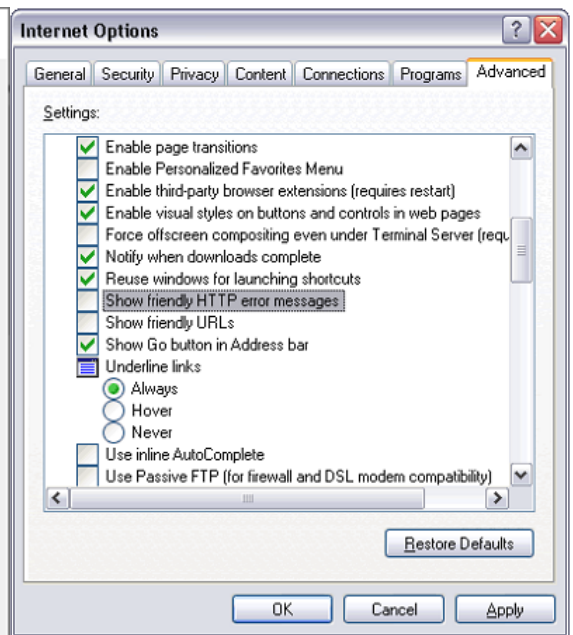 Internet Options
General Security Privacy Content Connections Programs Advanced
Settings:
Enable page transitions
Enable Personalized Favorites Menu
Enable third-party browser extensions (requires restart)
Enable visual styles on buttons and controls in web pages
Force offscreen compositing even under Terminal Server (requ
Notify when downloads complete
Reuse windows for launching shortcuts
Show friendly HTTP error messages
Show friendly URLs
Show Go button in Address bar
Underline links
Always
Hover
Never
Use inline AutoComplete
Use Passive FTP (for firewall and DSL modem compatibility)
Restore Defaults
OK Cancel Apply